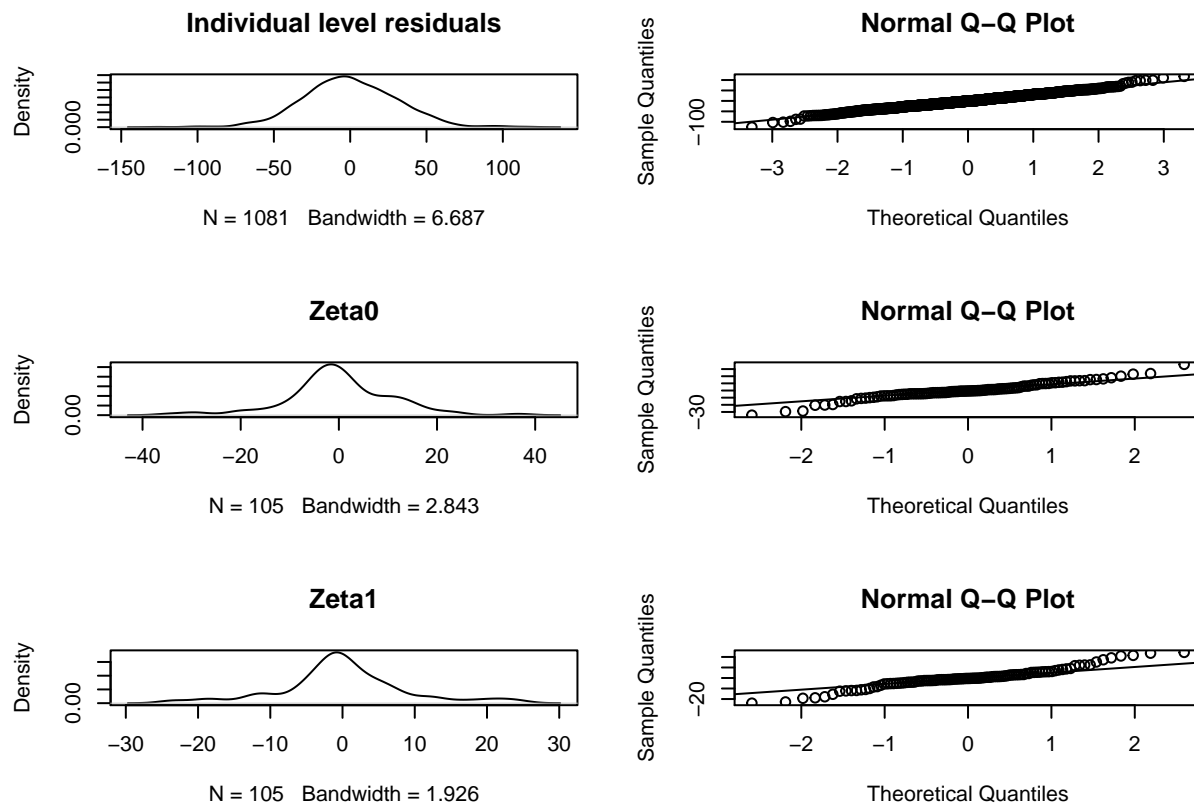 Individual level residuals
Density
0.000
−150 −100 −50 0 50 100
N = 1081 Bandwidth = 6.687
Normal Q−Q Plot
Sample Quantiles
−100
−3 −2 −1 0 1 2 3
Theoretical Quantiles
Zeta0
Density
0.00
−40 −20 0 20 40
N = 105 Bandwidth = 2.843
Normal Q−Q Plot
Sample Quantiles
−30
−2 −1 0 1 2
Theoretical Quantiles
Zeta1
Density
0.00
−30 −20 −10 0 10 20 30
N = 105 Bandwidth = 1.926
Normal Q−Q Plot
Sample Quantiles
−20
−2 −1 0 1 2
Theoretical Quantiles